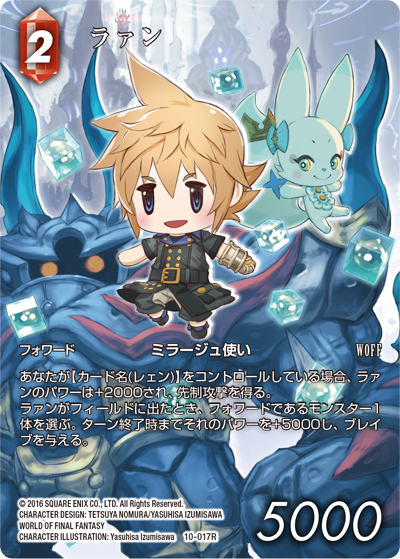 2
ラァン
フォワード
ミラージュ使い
WOFF
あなたが【カード名(レェン)】をコントロールしている場合、ラァ
ンのパワーは+2000され、先制攻撃を得る。
ラァンがフィールドに出たとき、フォワードであるモンスター1
体を選ぶ。ターン終了時までそのパワーを+5000し、ブレイ
ブを与える。
© 2016 SQUARE ENIX CO., LTD. All Rights Reserved.
CHARACTER DESIGN: TETSUYA NOMURA/YASUHISA IZUMISAWA
WORLD OF FINAL FANTASY
CHARACTER ILLUSTRATION: Yasuhisa Izumisawa
10-017R
5000